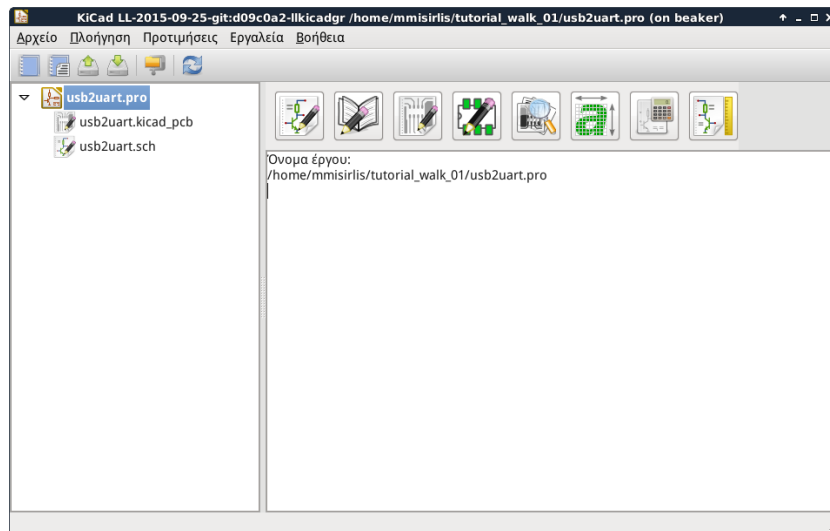 KiCad LL-2015-09-25-git:d09c0a2-llkicadgr /home/mmisirlis/tutorial_walk_01/usb2uart.pro (on beaker)
Αρχείο Πλοήγηση Προτιμήσεις Εργαλεία Βοήθεια
usb2uart.pro
usb2uart.kicad_pcb
usb2uart.sch
Όνομα έργου:
/home/mmisirlis/tutorial_walk_01/usb2uart.pro